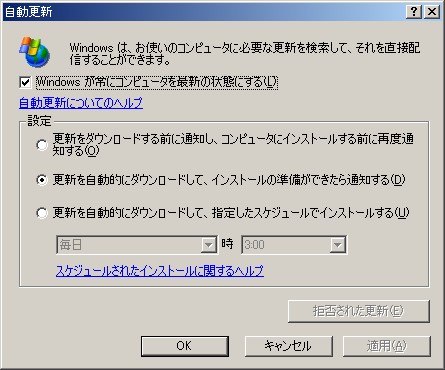 自動更新
Windows は、お使いのコンピュータに必要な更新を検索して、それを直接配
信することができます。
Windows が常にコンピュータを最新の状態にする(L)
自動更新についてのヘルプ
設定
更新をダウンロードする前に通知し、コンピュータにインストールする前に再度通
知する(O)
更新を自動的にダウンロードして、インストールの準備ができたら通知する(D)
更新を自動的にダウンロードして、指定したスケジュールでインストールする(U)
毎日 時 3:00
スケジュールされたインストールに関するヘルプ
拒否された更新(E)
OK キャンセル 適用(A)